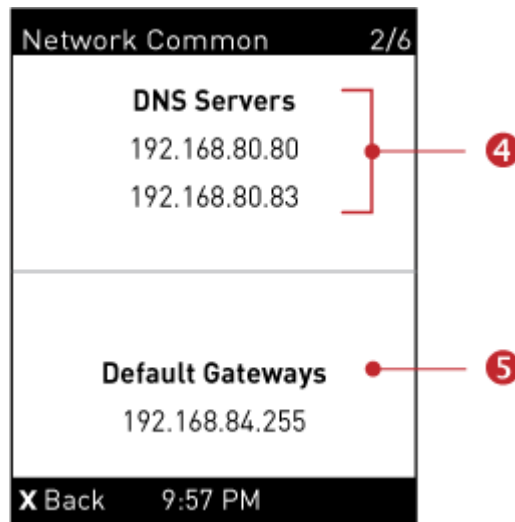 Network Common 2/6
DNS Servers
192.168.80.80
4
192.168.80.83
Default Gateways
5
192.168.84.255
X Back 9:57 PM